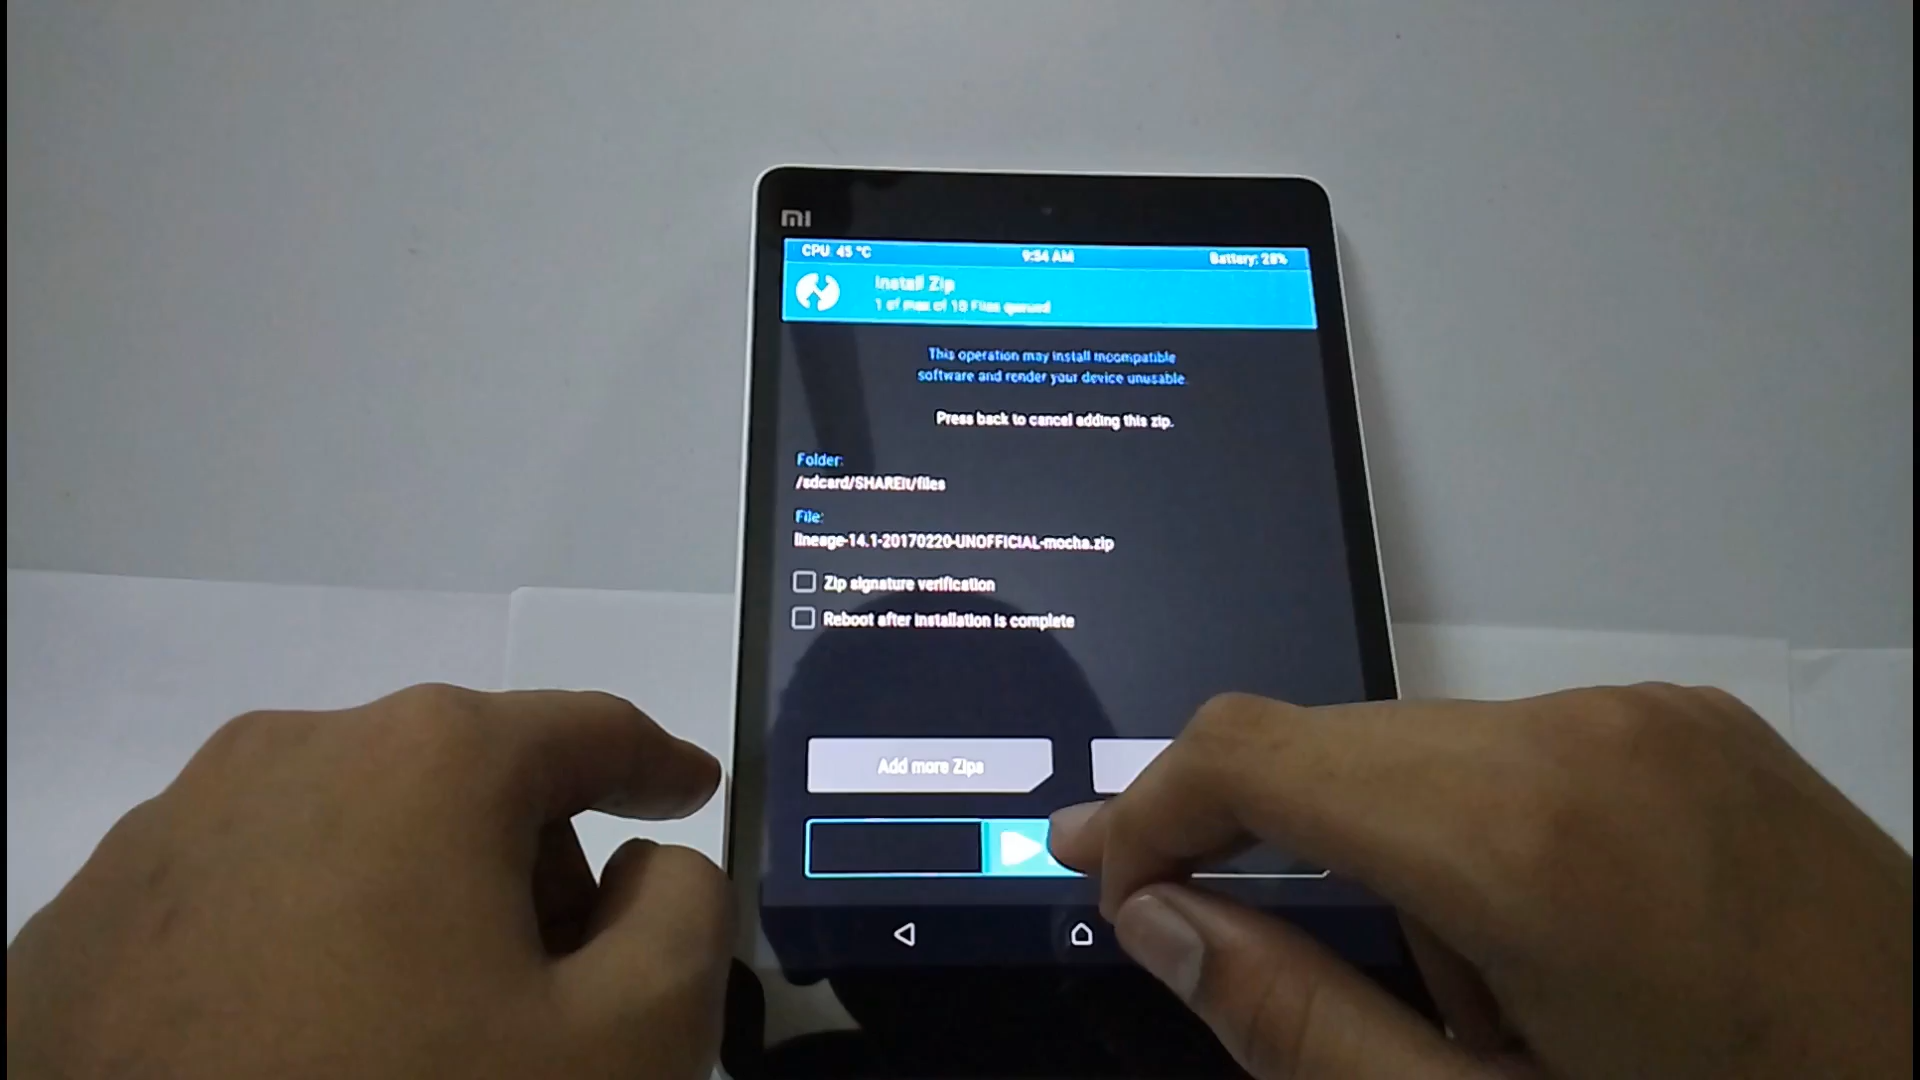 mi
CPU: 45 °C
9:54 AM
Battery: 28%
Install Zip
1 of max of 10 Files queued
This operation may install incompatible
software and render your device unusable.
Press back to cancel adding this zip.
Folder:
/sdcard/SHAREit/files
File:
lineage-14.1-20170220-UNOFFICIAL-mocha.zip
Zip signature verification
Reboot after installation is complete
Add more Zips